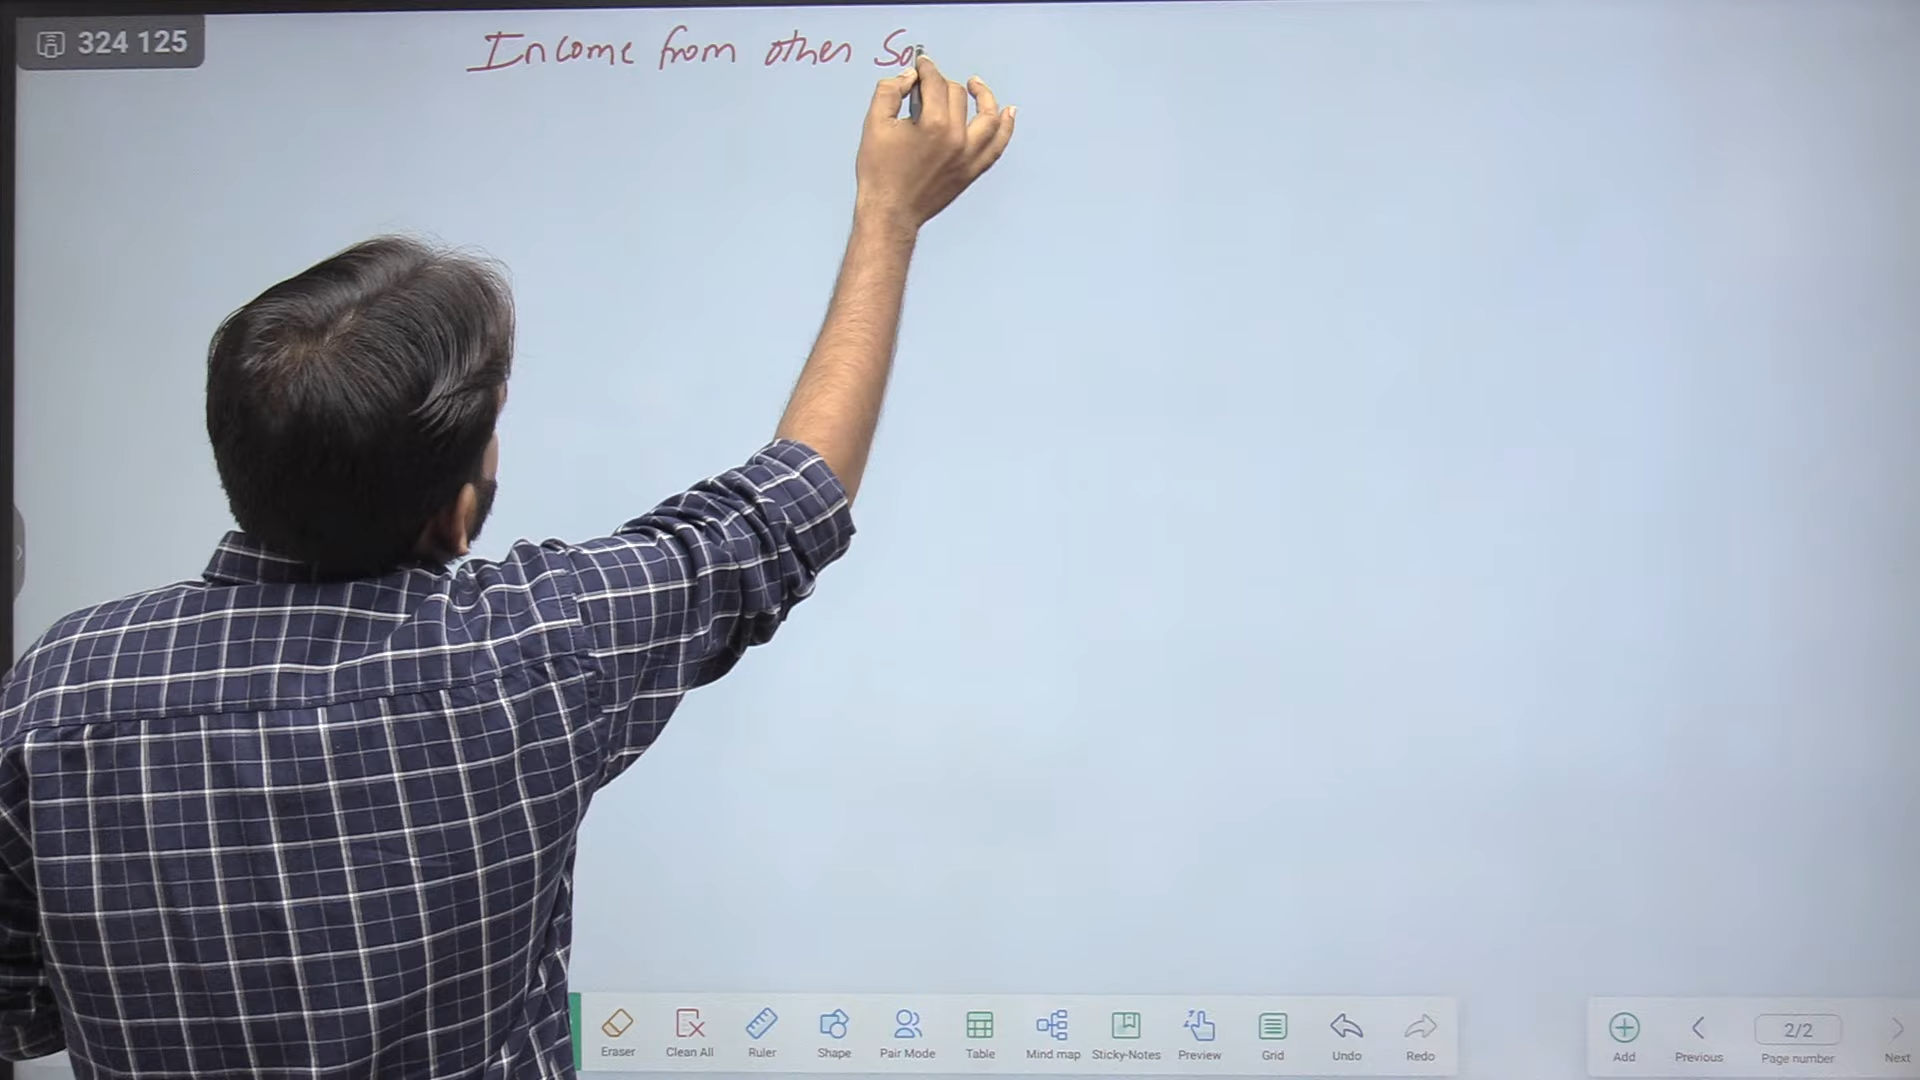 324 125
Income from other So
Eraser
Clean All
Ruler
Shape
Pair Mode
Table
Mind map
Sticky-Notes
Preview
Grid
Undo
Redo
Add
Previous
2/2
Page number
Next